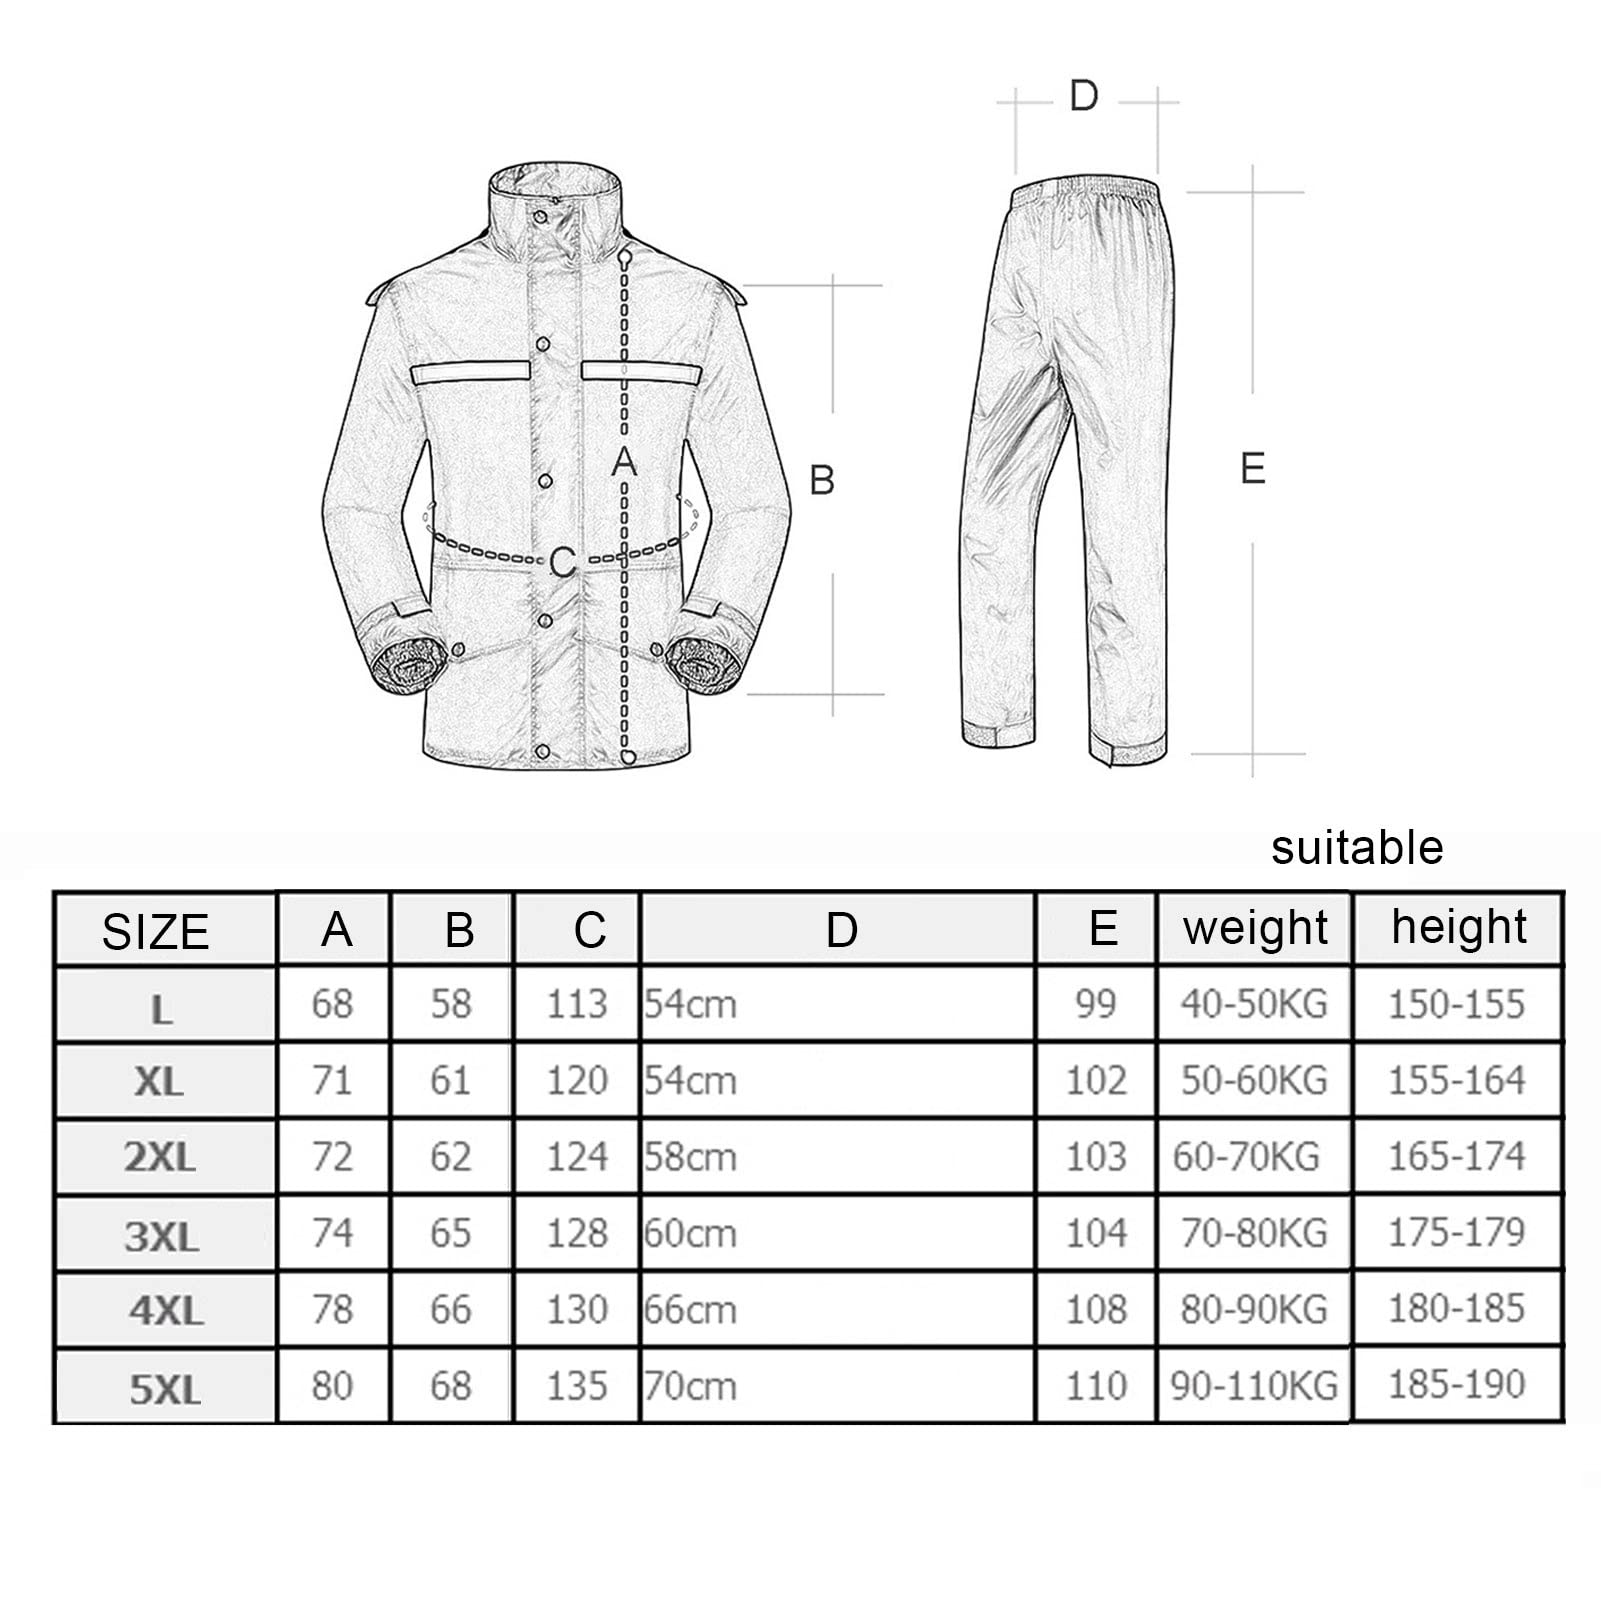 D
A
B
E
C
suitable
SIZE A B C D E weight height
L 68 58 113 54cm 99 40-50KG 150-155
XL 71 61 120 54cm 102 50-60KG 155-164
2XL 72 62 124 58cm 103 60-70KG 165-174
3XL 74 65 128 60cm 104 70-80KG 175-179
4XL 78 66 130 66cm 108 80-90KG 180-185
5XL 80 68 135 70cm 110 90-110KG 185-190